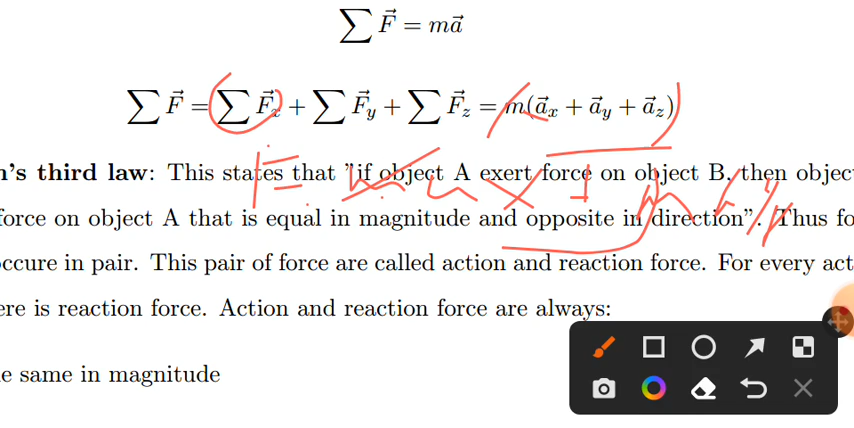 ∑F⃗ = ma⃗
∑F⃗ = ∑F⃗x + ∑F⃗y + ∑F⃗z = m(a⃗x + a⃗y + a⃗z)
n's third law: This states that "if object A exert force on object B, then objec
force on object A that is equal in magnitude and opposite in direction". Thus fo
occure in pair. This pair of force are called action and reaction force. For every act
ere is reaction force. Action and reaction force are always:
e same in magnitude